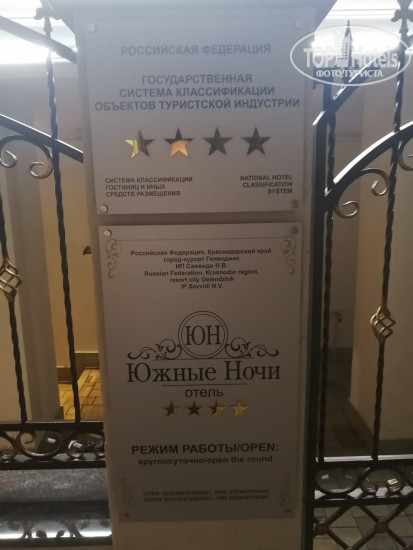 TOPHotels
ФОТО ТУРИСТА
РОССИЙСКАЯ ФЕДЕРАЦИЯ
ГОСУДАРСТВЕННАЯ
СИСТЕМА КЛАССИФИКАЦИИ
ОБЪЕКТОВ ТУРИСТСКОЙ ИНДУСТРИИ
СИСТЕМА КЛАССИФИКАЦИИ
ГОСТИНИЦ И ИНЫХ
СРЕДСТВ РАЗМЕЩЕНИЯ
NATIONAL HOTEL
CLASSIFICATION
SYSTEM
Российская Федерация, Краснодарский край
город-курорт Геленджик
ИП Саввиди Н.В.
Russian Federation, Krasnodar region,
resort city Gelendzhik
IP Savvidi N.V.
ЮН
Южные Ночи
отель
РЕЖИМ РАБОТЫ/OPEN:
круглосуточно/open the round